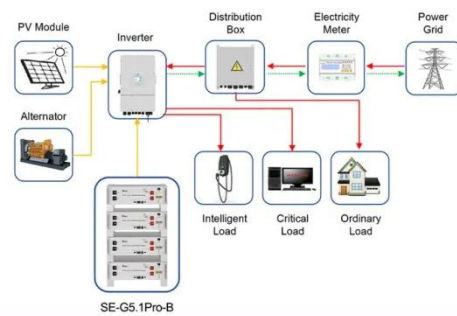 PV Module
Inverter
Distribution
Box
Electricity
Meter
Power
Grid
Alternator
Intelligent
Load
Critical
Load
Ordinary
Load
SE-G5.1Pro-B